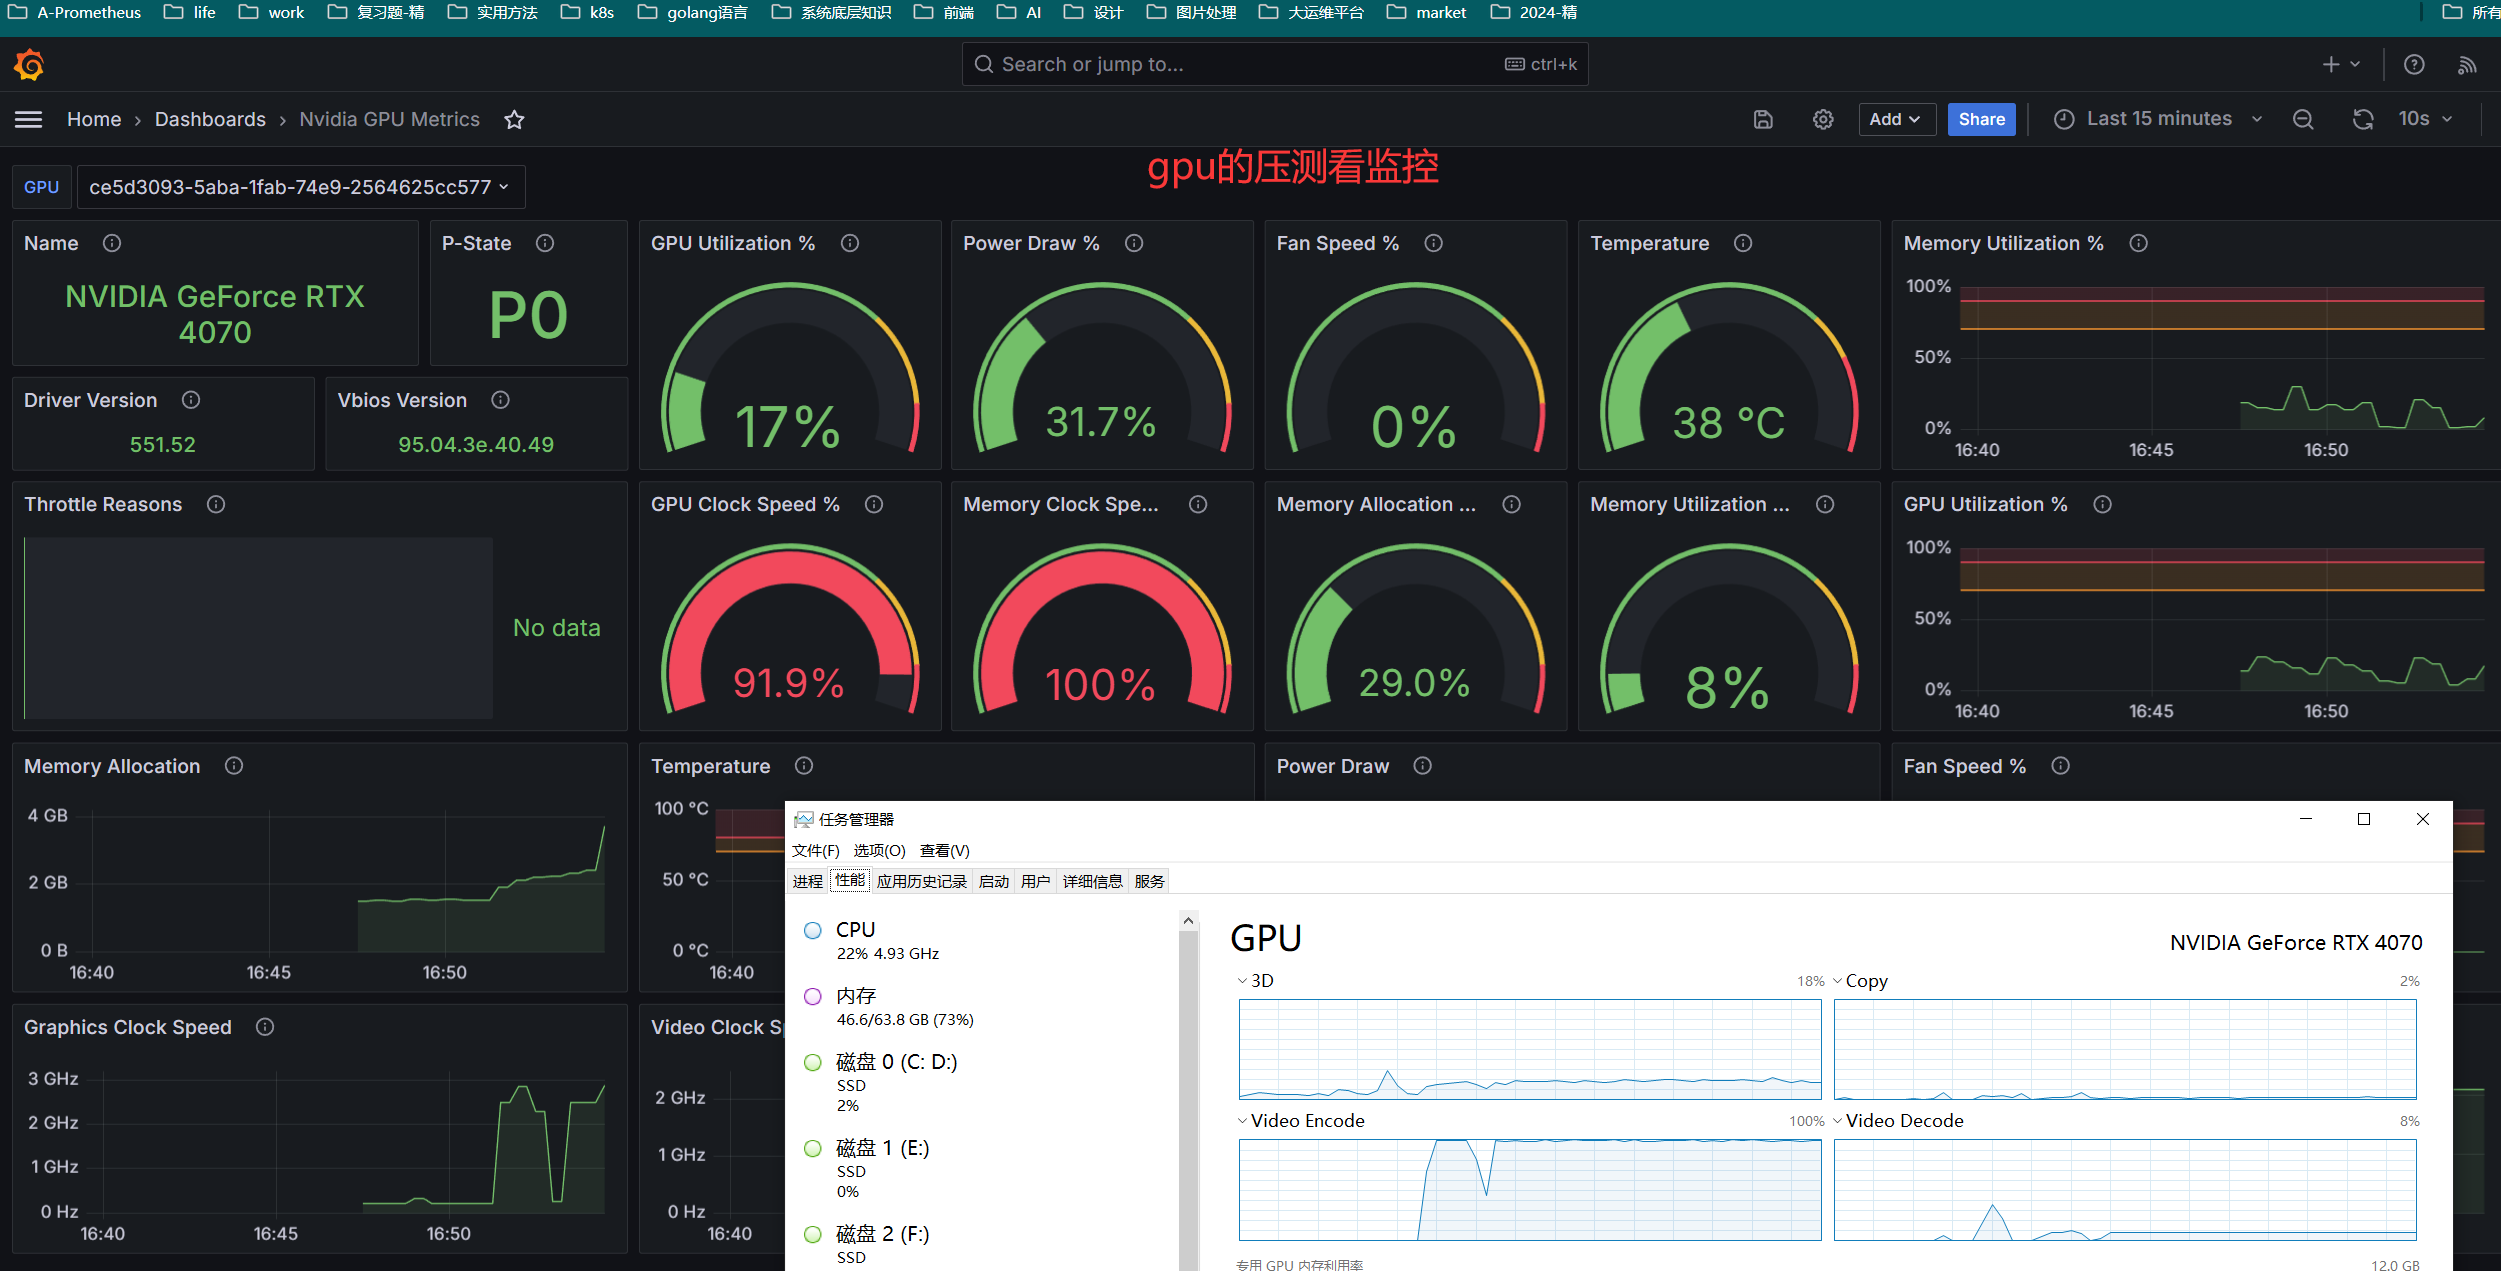 A-Prometheus life work 复习题-精 实用方法 k8s golang语言 系统底层知识 前端 AI 设计 图片处理 大运维平台 market 2024-精 所有
Search or jump to... ctrl+k
Home › Dashboards › Nvidia GPU Metrics Add Share Last 15 minutes 10s
gpu的压测看监控
GPU ce5d3093-5aba-1fab-74e9-2564625cc577
Name
NVIDIA GeForce RTX
4070
P-State
P0
GPU Utilization %
17%
Power Draw %
31.7%
Fan Speed %
0%
Temperature
38 °C
Memory Utilization %
100%
50%
0%
16:40 16:45 16:50
Driver Version
551.52
Vbios Version
95.04.3e.40.49
Throttle Reasons
No data
GPU Clock Speed %
91.9%
Memory Clock Spe...
100%
Memory Allocation ...
29.0%
Memory Utilization ...
8%
GPU Utilization %
100%
50%
0%
16:40 16:45 16:50
Memory Allocation
4 GB
2 GB
0 B
16:40 16:45 16:50
Temperature
100 °C
50 °C
0 °C
16:40
Power Draw
Fan Speed %
Graphics Clock Speed
3 GHz
2 GHz
1 GHz
0 Hz
16:40 16:45 16:50
Video Clock S
2 GHz
1 GHz
0 Hz
16:40
任务管理器
文件(F) 选项(O) 查看(V)
进程 性能 应用历史记录 启动 用户 详细信息 服务
CPU
22% 4.93 GHz
内存
46.6/63.8 GB (73%)
磁盘 0 (C: D:)
SSD
2%
磁盘 1 (E:)
SSD
0%
磁盘 2 (F:)
SSD
GPU
NVIDIA GeForce RTX 4070
3D 18%
Copy 2%
Video Encode 100%
Video Decode 8%
专用 GPU 内存利用率 12.0 GB